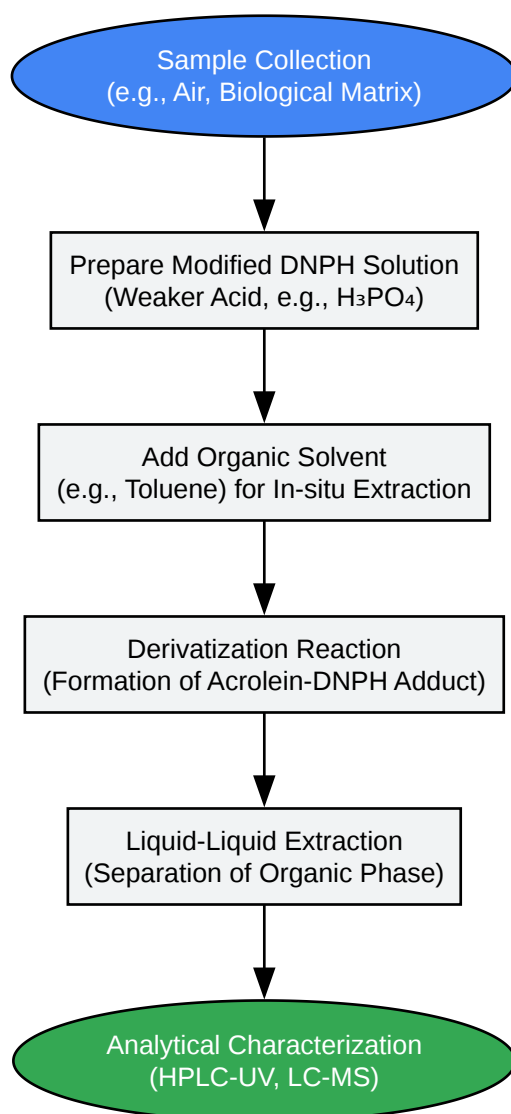 Sample Collection
(e.g., Air, Biological Matrix)
Prepare Modified DNPH Solution
(Weaker Acid, e.g., H₃PO₄)
Add Organic Solvent
(e.g., Toluene) for In-situ Extraction
Derivatization Reaction
(Formation of Acrolein-DNPH Adduct)
Liquid-Liquid Extraction
(Separation of Organic Phase)
Analytical Characterization
(HPLC-UV, LC-MS)